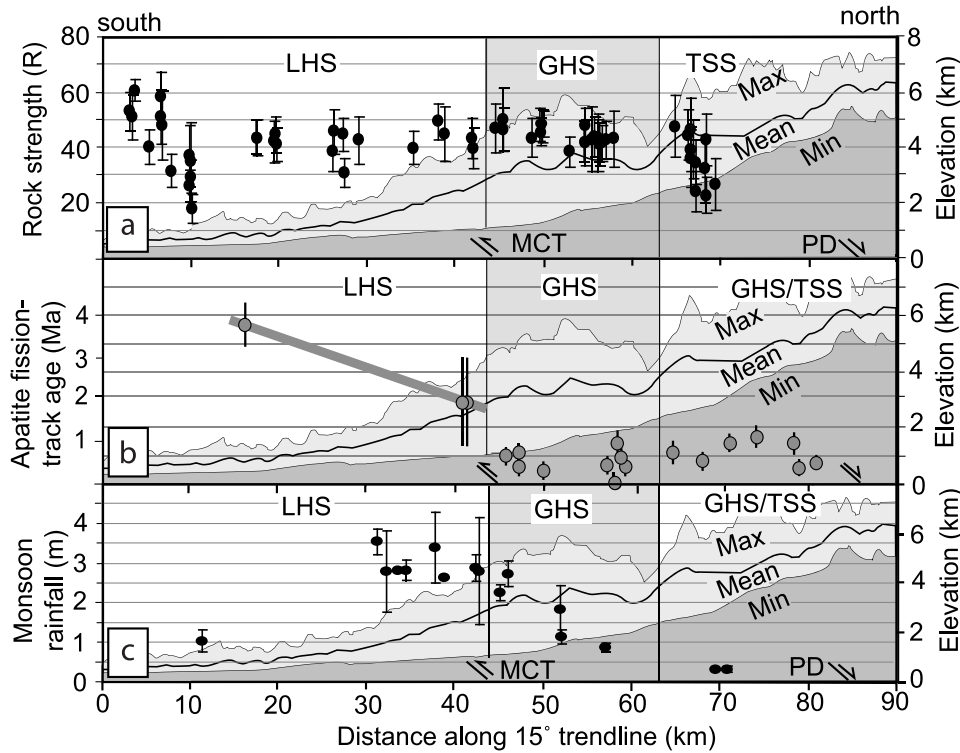 south
north
80
60
40
20
Rock strength (R)
LHS
GHS
TSS
Max
Mean
Min
8
6
4
2
0
Elevation (km)
a
MCT
PD
4
3
2
1
Apatite fission-
track age (Ma)
LHS
GHS
GHS/TSS
Max
Mean
Min
6
4
2
0
Elevation (km)
b
4
3
2
1
0
Monsoon
rainfall (m)
LHS
GHS
GHS/TSS
Max
Mean
Min
6
4
2
0
Elevation (km)
c
MCT
PD
0 10 20 30 40 50 60 70 80 90
Distance along 15˚ trendline (km)